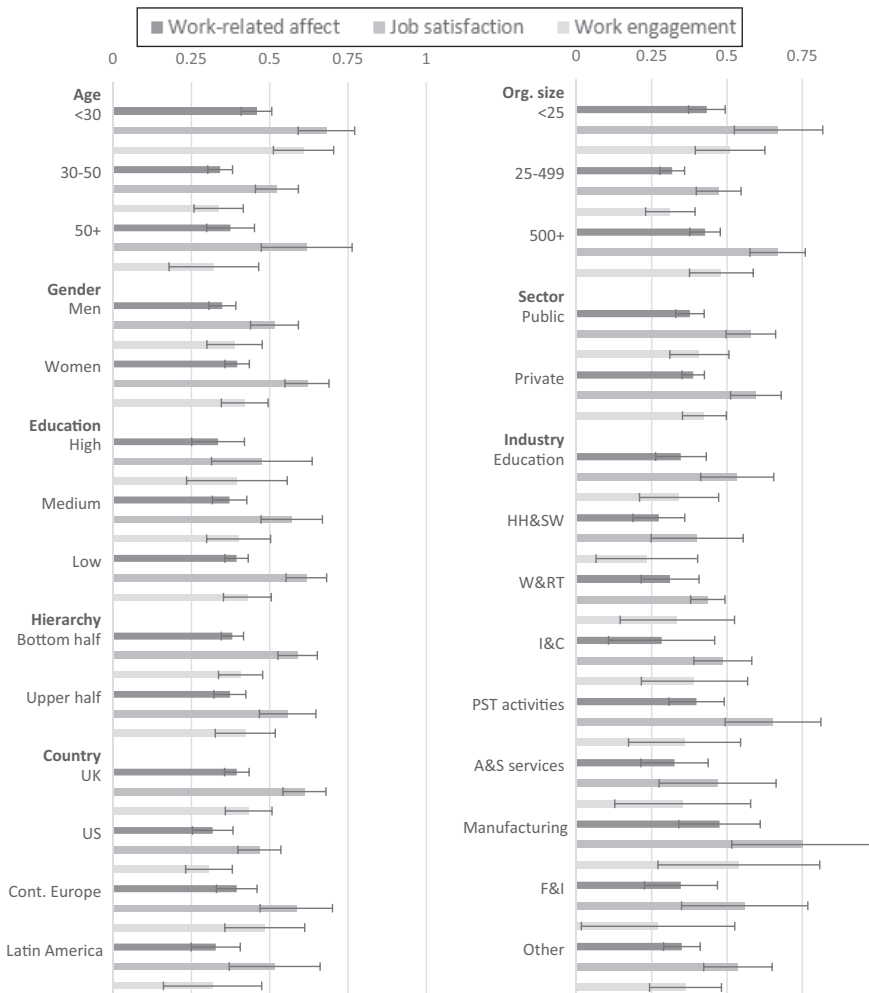 Work-related affect Job satisfaction Work engagement
0 0.25 0.5 0.75 1
Age
<30
30-50
50+
Gender
Men
Women
Education
High
Medium
Low
Hierarchy
Bottom half
Upper half
Country
UK
US
Cont. Europe
Latin America
0 0.25 0.5 0.75
Org. size
<25
25-499
500+
Sector
Public
Private
Industry
Education
HH&SW
W&RT
I&C
PST activities
A&S services
Manufacturing
F&I
Other